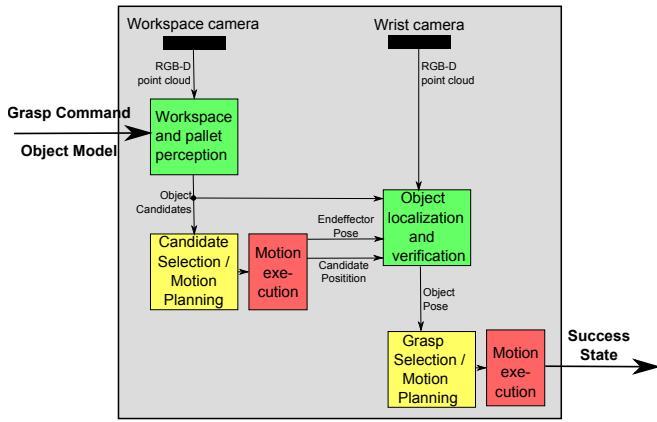 Workspace camera
Wrist camera
RGB-D
point cloud
RGB-D
point cloud
Grasp Command
Object Model
Workspace
and pallet
perception
Object
Candidates
Endeffector
Pose
Candidate
Positition
Object
localization
and
verification
Candidate
Selection /
Motion
Planning
Motion
exe-
cution
Object
Pose
Grasp
Selection /
Motion
Planning
Motion
exe-
cution
Success
State